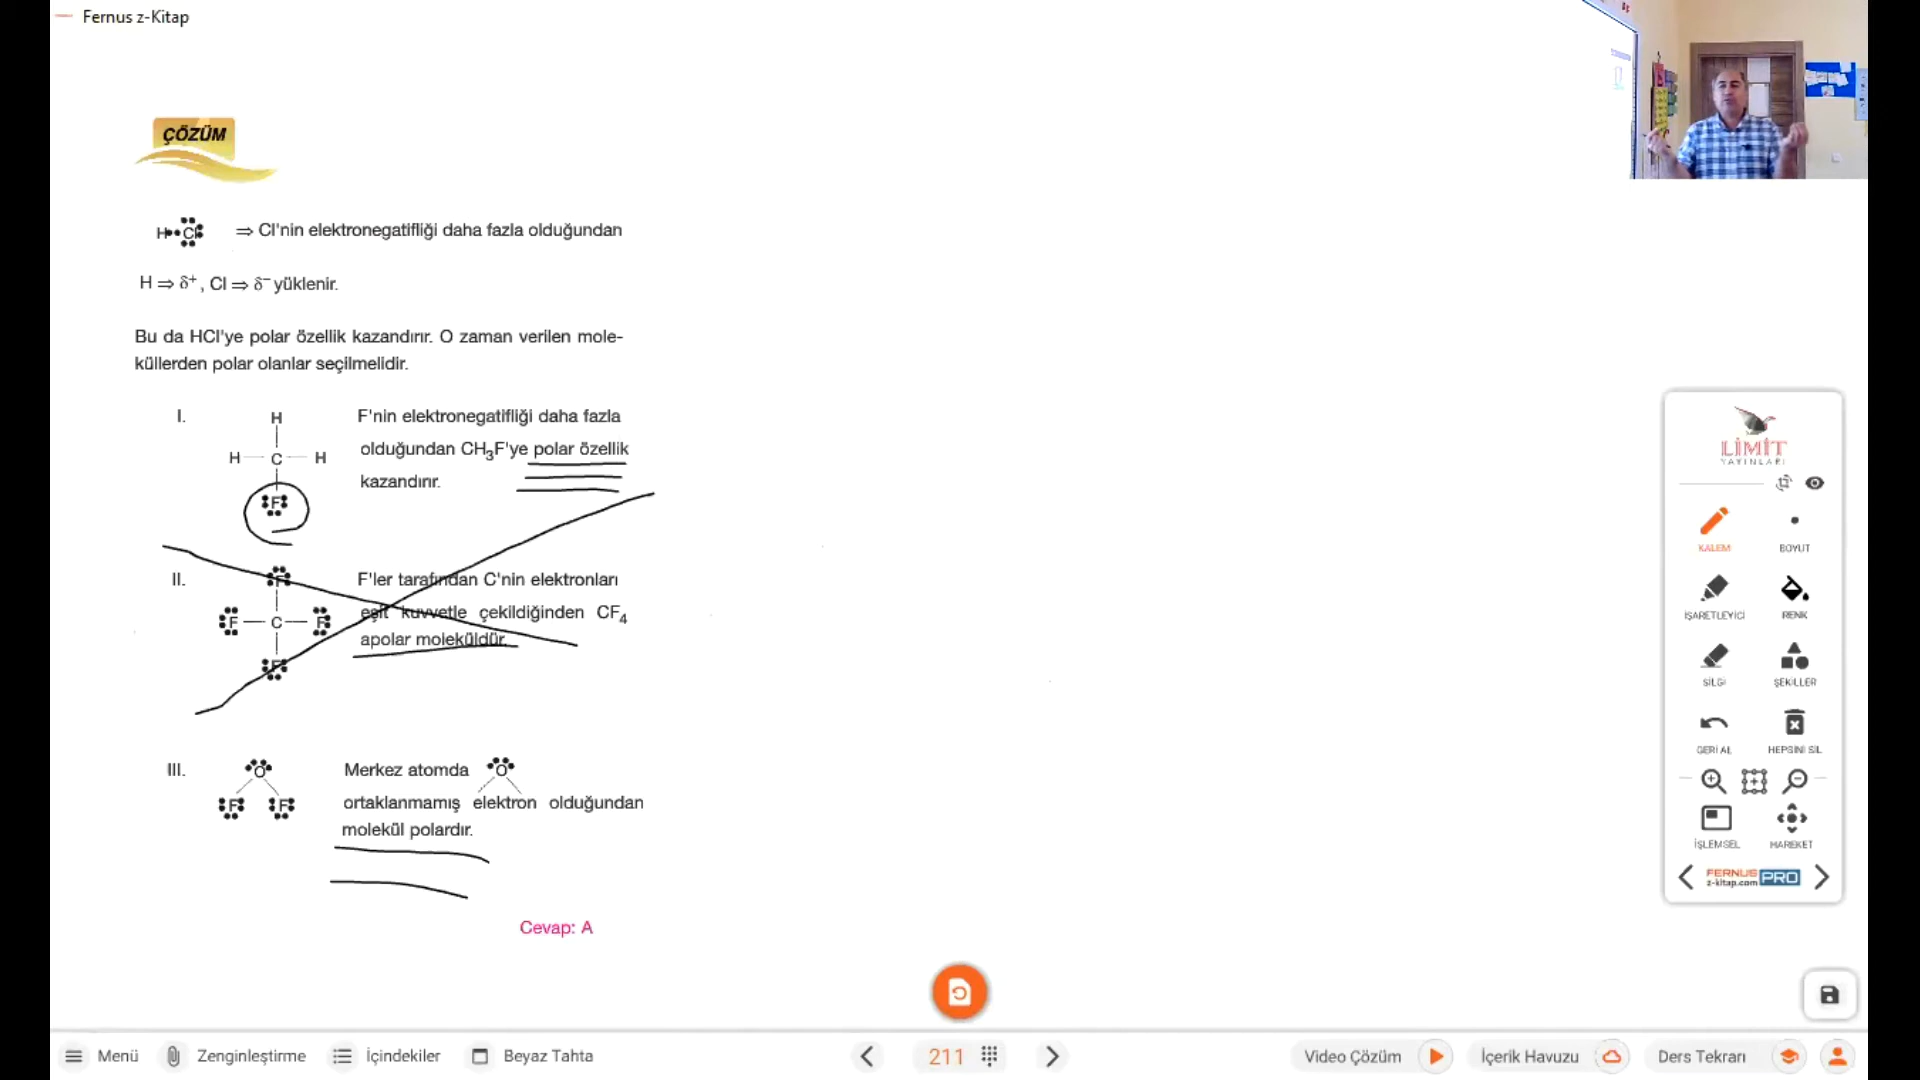 Fernus z-Kitap
ÇÖZÜM
H Cl ⇒ Cl'nin elektronegatifliği daha fazla olduğundan
H ⇒ δ⁺ , Cl ⇒ δ⁻ yüklenir.
Bu da HCl'ye polar özellik kazandırır. O zaman verilen mole-
küllerden polar olanlar seçilmelidir.
I.
H
H — C — H
F
F'nin elektronegatifliği daha fazla
olduğundan CH₃F'ye polar özellik
kazandırır.
II.
F
F — C — F
F
F'ler tarafından C'nin elektronları
eşit kuvvetle çekildiğinden CF₄
apolar moleküldür.
III.
O
F F
Merkez atomda O
ortaklanmamış elektron olduğundan
molekül polardır.
Cevap: A
LİMİT
YAYINLARI
KALEM
BOYUT
İŞARETLEYİCİ
RENK
SİLGİ
ŞEKİLLER
GERİ AL
HEPSİNİ SİL
İŞLEMSEL
HAREKET
FERNUS
z-kitap.com PRO
Menü
Zenginleştirme
İçindekiler
Beyaz Tahta
211
Video Çözüm
İçerik Havuzu
Ders Tekrarı